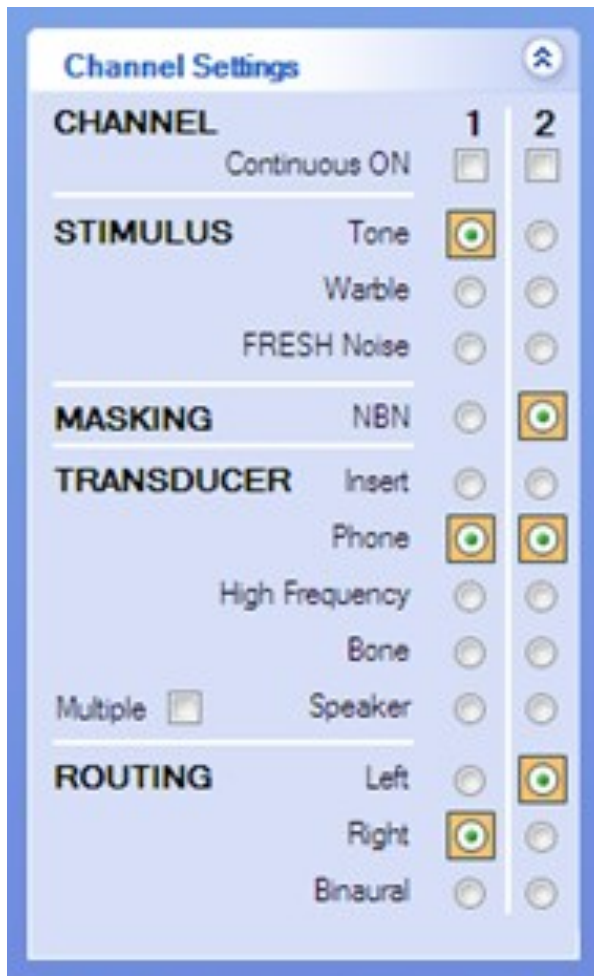 Channel Settings
CHANNEL 1 2
Continuous ON
STIMULUS Tone
Warble
FRESH Noise
MASKING NBN
TRANSDUCER Insert
Phone
High Frequency
Bone
Multiple Speaker
ROUTING Left
Right
Binaural